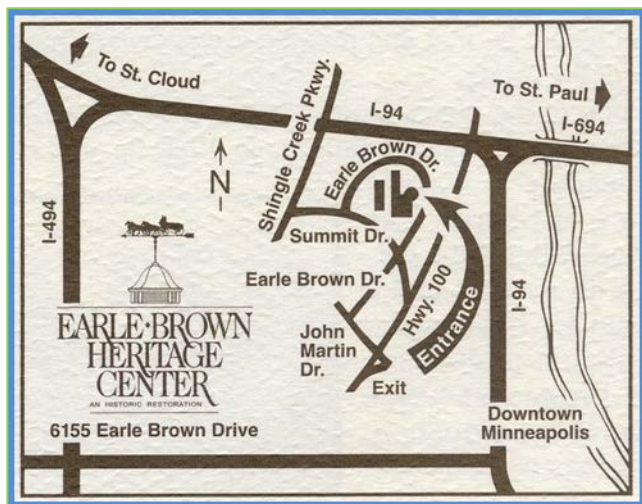 To St. Cloud
Shingle Creek Pkwy.
To St. Paul
I-94
I-694
Earle Brown Dr.
N
I-494
Summit Dr.
Earle Brown Dr.
Hwy. 100
I-94
Entrance
John
Martin
Dr.
Exit
EARLE·BROWN
HERITAGE
CENTER
AN HISTORIC RESTORATION
6155 Earle Brown Drive
Downtown
Minneapolis